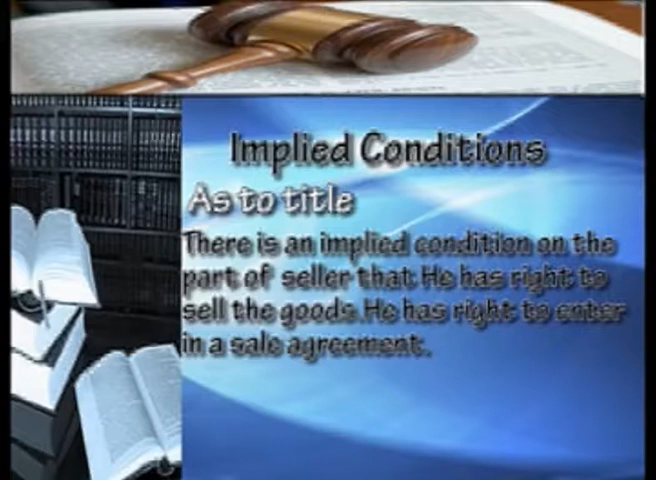 Implied Conditions
As to title
There is an implied condition on the
part of seller that He has right to
sell the goods.He has right to enter
in a sale agreement.